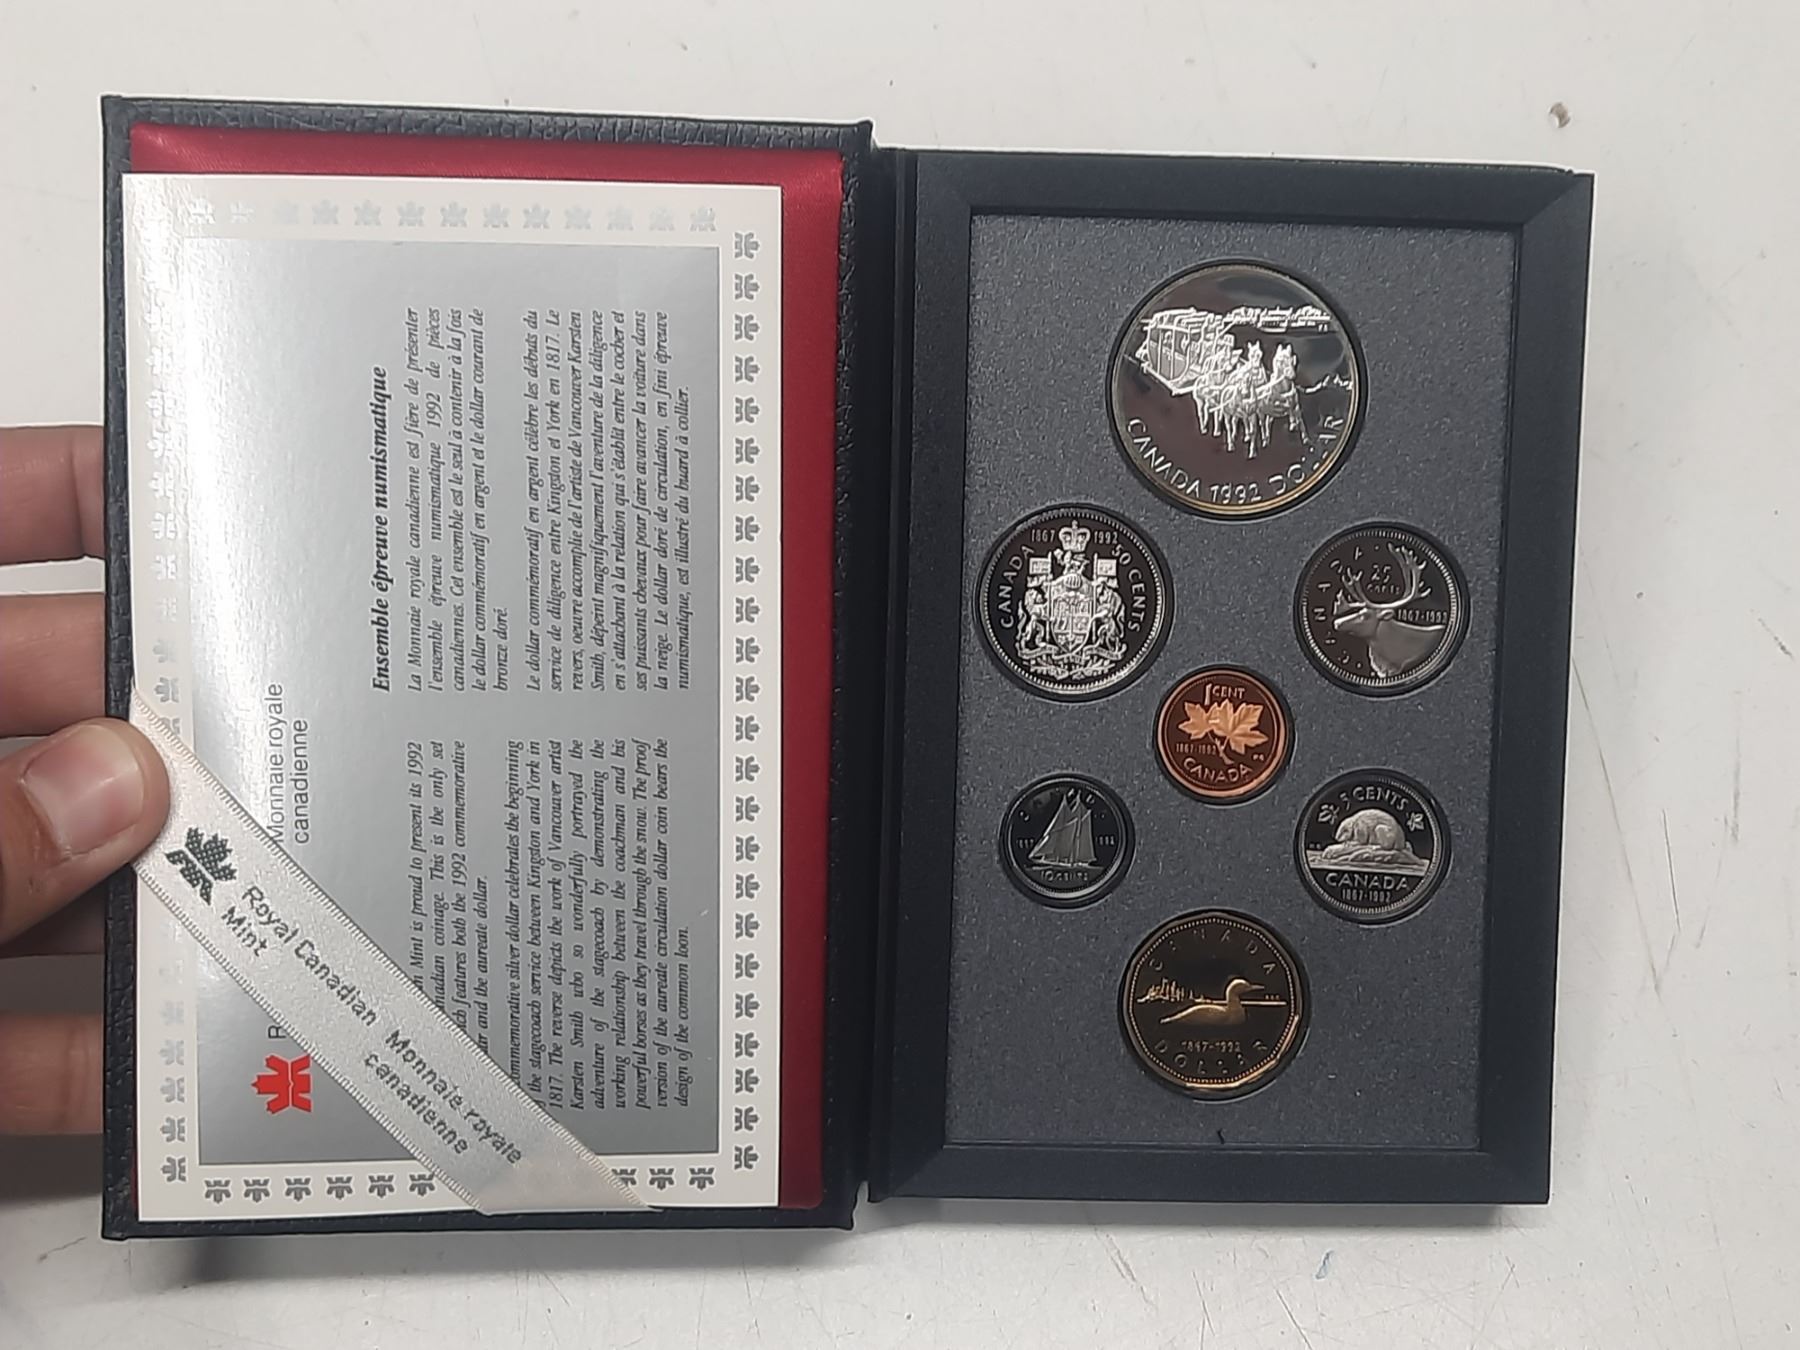 Monnaie royale
canadienne
Ensemble épreuve numismatique
La Monnaie royale canadienne est fière de présenter
l'ensemble épreuve numismatique 1992 de pièces
canadiennes. Cet ensemble est le seul à contenir à la fois
le dollar commémoratif en argent et le dollar courant de
bronze doré.
Le dollar commémoratif en argent célèbre les débuts du
service de diligence entre Kingston et York en 1817. Le
revers, oeuvre accomplie de l'artiste de Vancouver Karsten
Smith, dépeint magnifiquement l'aventure de la diligence
en s'attachant à la relation qui s'établit entre le cocher et
ses puissants chevaux pour faire avancer la voiture dans
la neige. Le dollar doré de circulation, en fini épreuve
numismatique, est illustré du huard à collier.
Mint is proud to present its 1992
coinage. This is the only set
features both the 1992 commemorative
and the aureate dollar.
silver dollar celebrates the beginning
the stagecoach service between Kingston and York in
1817. The reverse depicts the work of Vancouver artist
Karsten Smith who so wonderfully portrayed the
adventure of the stagecoach by demonstrating the
working relationship between the coachman and his
powerful horses as they travel through the snow. The proof
version of the aureate circulation dollar coin bears the
design of the common loon.
Royal Canadian
Mint
Monnaie royale
canadienne
CANADA 1992 DOLLAR
1867 1992
CANADA 50 CENTS
CANADA
25
cents
1867-1992
1 CENT
1867-1992
CANADA
CANADA
1867 1992
10 CENTS
5 CENTS
CANADA
1867-1992
CANADA
1867-1992
DOLLAR